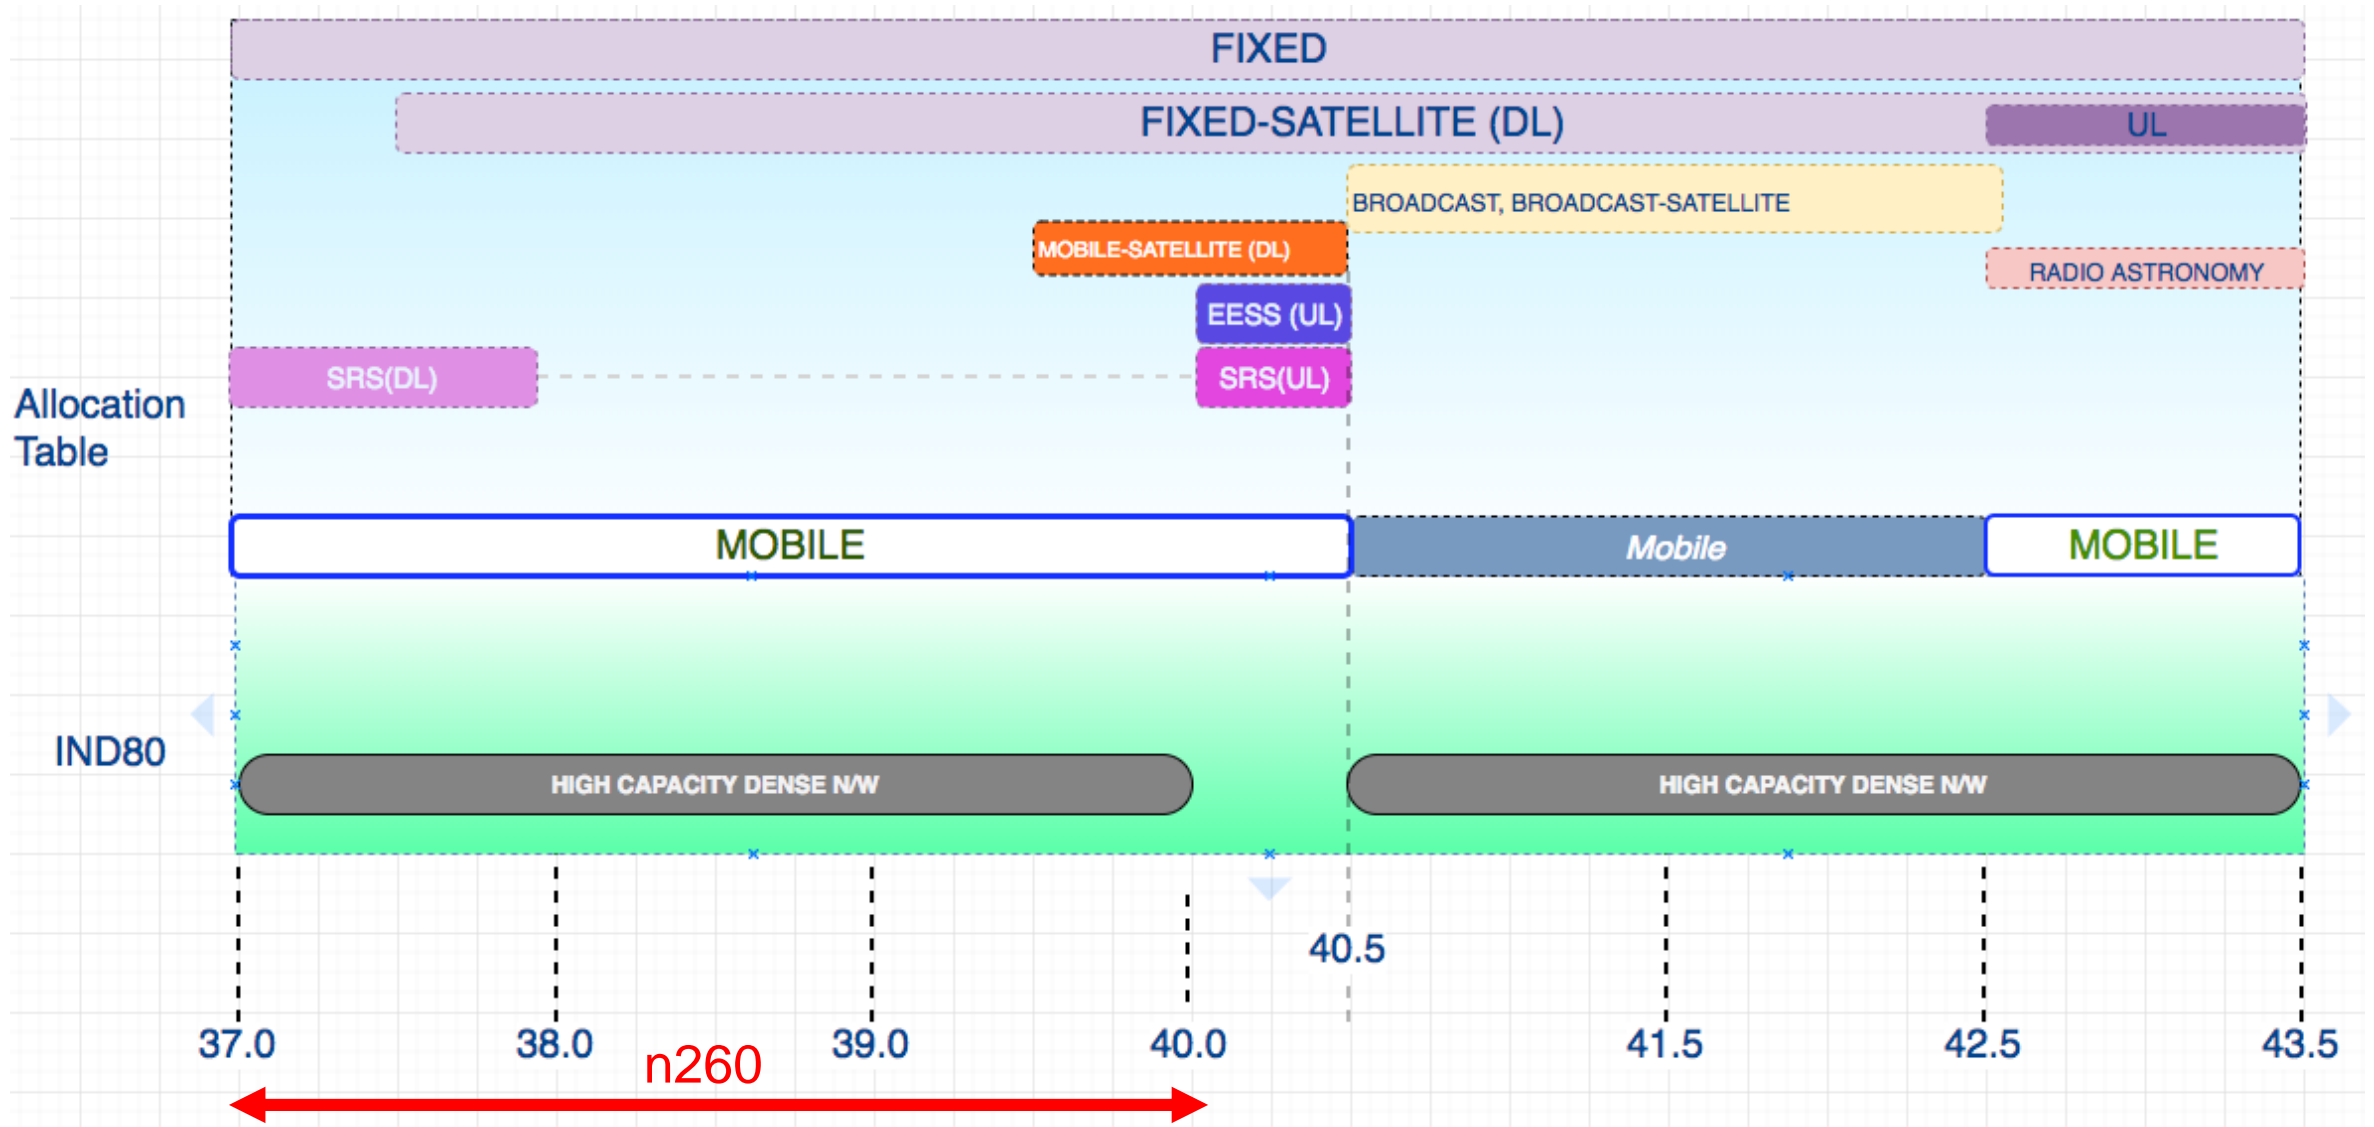 FIXED
FIXED-SATELLITE (DL)
UL
BROADCAST, BROADCAST-SATELLITE
MOBILE-SATELLITE (DL)
RADIO ASTRONOMY
EESS (UL)
SRS(DL)
SRS(UL)
Allocation
Table
MOBILE
Mobile
MOBILE
IND80
HIGH CAPACITY DENSE N/W
HIGH CAPACITY DENSE N/W
40.5
37.0
38.0
39.0
40.0
41.5
42.5
43.5
n260